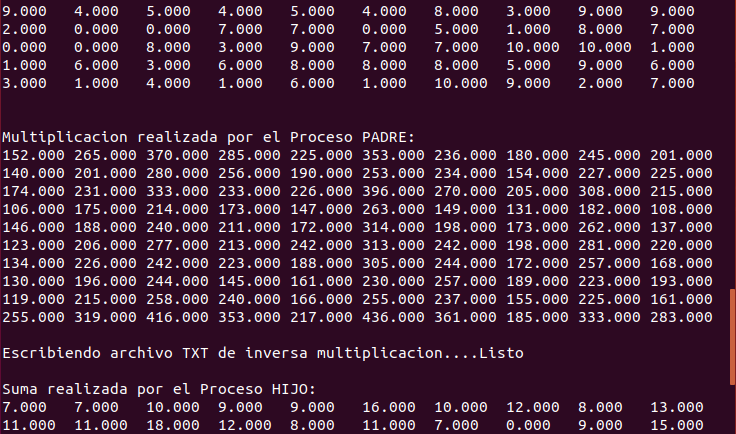 9.000 4.000 5.000 4.000 5.000 4.000 8.000 3.000 9.000 9.000
2.000 0.000 0.000 7.000 7.000 0.000 5.000 1.000 8.000 7.000
0.000 0.000 8.000 3.000 9.000 7.000 7.000 10.000 10.000 1.000
1.000 6.000 3.000 6.000 8.000 8.000 8.000 5.000 9.000 6.000
3.000 1.000 4.000 1.000 6.000 1.000 10.000 9.000 2.000 7.000
Multiplicacion realizada por el Proceso PADRE:
152.000 265.000 370.000 285.000 225.000 353.000 236.000 180.000 245.000 201.000
140.000 201.000 280.000 256.000 190.000 253.000 234.000 154.000 227.000 225.000
174.000 231.000 333.000 233.000 226.000 396.000 270.000 205.000 308.000 215.000
106.000 175.000 214.000 173.000 147.000 263.000 149.000 131.000 182.000 108.000
146.000 188.000 240.000 211.000 172.000 314.000 198.000 173.000 262.000 137.000
123.000 206.000 277.000 213.000 242.000 313.000 242.000 198.000 281.000 220.000
134.000 226.000 242.000 223.000 188.000 305.000 244.000 172.000 257.000 168.000
130.000 196.000 244.000 145.000 161.000 230.000 257.000 189.000 223.000 193.000
119.000 215.000 258.000 240.000 166.000 255.000 237.000 155.000 225.000 161.000
255.000 319.000 416.000 353.000 217.000 436.000 361.000 185.000 333.000 283.000
Escribiendo archivo TXT de inversa multiplicacion....Listo
Suma realizada por el Proceso HIJO:
7.000 7.000 10.000 9.000 9.000 16.000 10.000 12.000 8.000 13.000
11.000 11.000 18.000 12.000 8.000 11.000 7.000 0.000 9.000 15.000